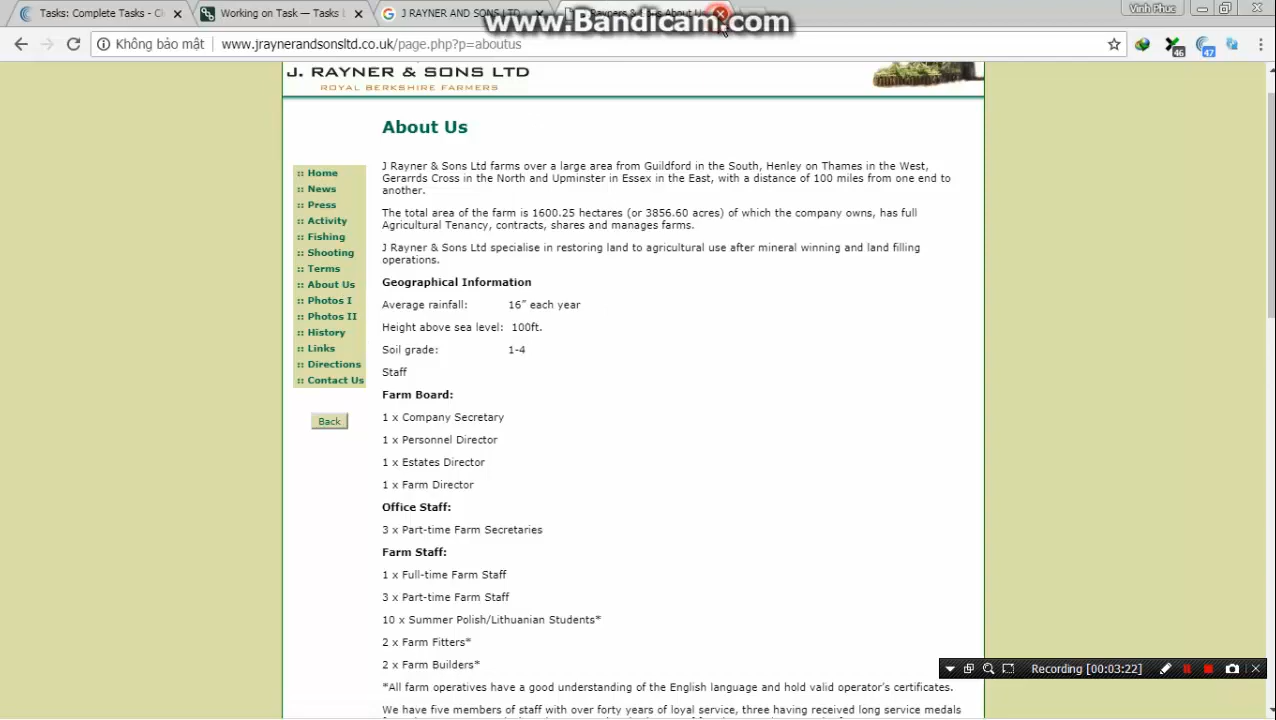 Tasks: Complete Tasks - C
Working on Task — Tasks
J RAYNER AND SONS LTD
Rayners & Sons About Us
www.Bandicam.com
Vinh Phuc
Không bảo mật
www.jraynerandsonsltd.co.uk/page.php?p=aboutus
46
47
J. RAYNER & SONS LTD
ROYAL BERKSHIRE FARMERS
About Us
:: Home
:: News
:: Press
:: Activity
:: Fishing
:: Shooting
:: Terms
:: About Us
:: Photos I
:: Photos II
:: History
:: Links
:: Directions
:: Contact Us
Back
J Rayner & Sons Ltd farms over a large area from Guildford in the South, Henley on Thames in the West,
Gerarrds Cross in the North and Upminster in Essex in the East, with a distance of 100 miles from one end to
another.
The total area of the farm is 1600.25 hectares (or 3856.60 acres) of which the company owns, has full
Agricultural Tenancy, contracts, shares and manages farms.
J Rayner & Sons Ltd specialise in restoring land to agricultural use after mineral winning and land filling
operations.
Geographical Information
Average rainfall: 16” each year
Height above sea level: 100ft.
Soil grade: 1-4
Staff
Farm Board:
1 x Company Secretary
1 x Personnel Director
1 x Estates Director
1 x Farm Director
Office Staff:
3 x Part-time Farm Secretaries
Farm Staff:
1 x Full-time Farm Staff
3 x Part-time Farm Staff
10 x Summer Polish/Lithuanian Students*
2 x Farm Fitters*
2 x Farm Builders*
*All farm operatives have a good understanding of the English language and hold valid operator’s certificates.
We have five members of staff with over forty years of loyal service, three having received long service medals
Recording [00:03:22]